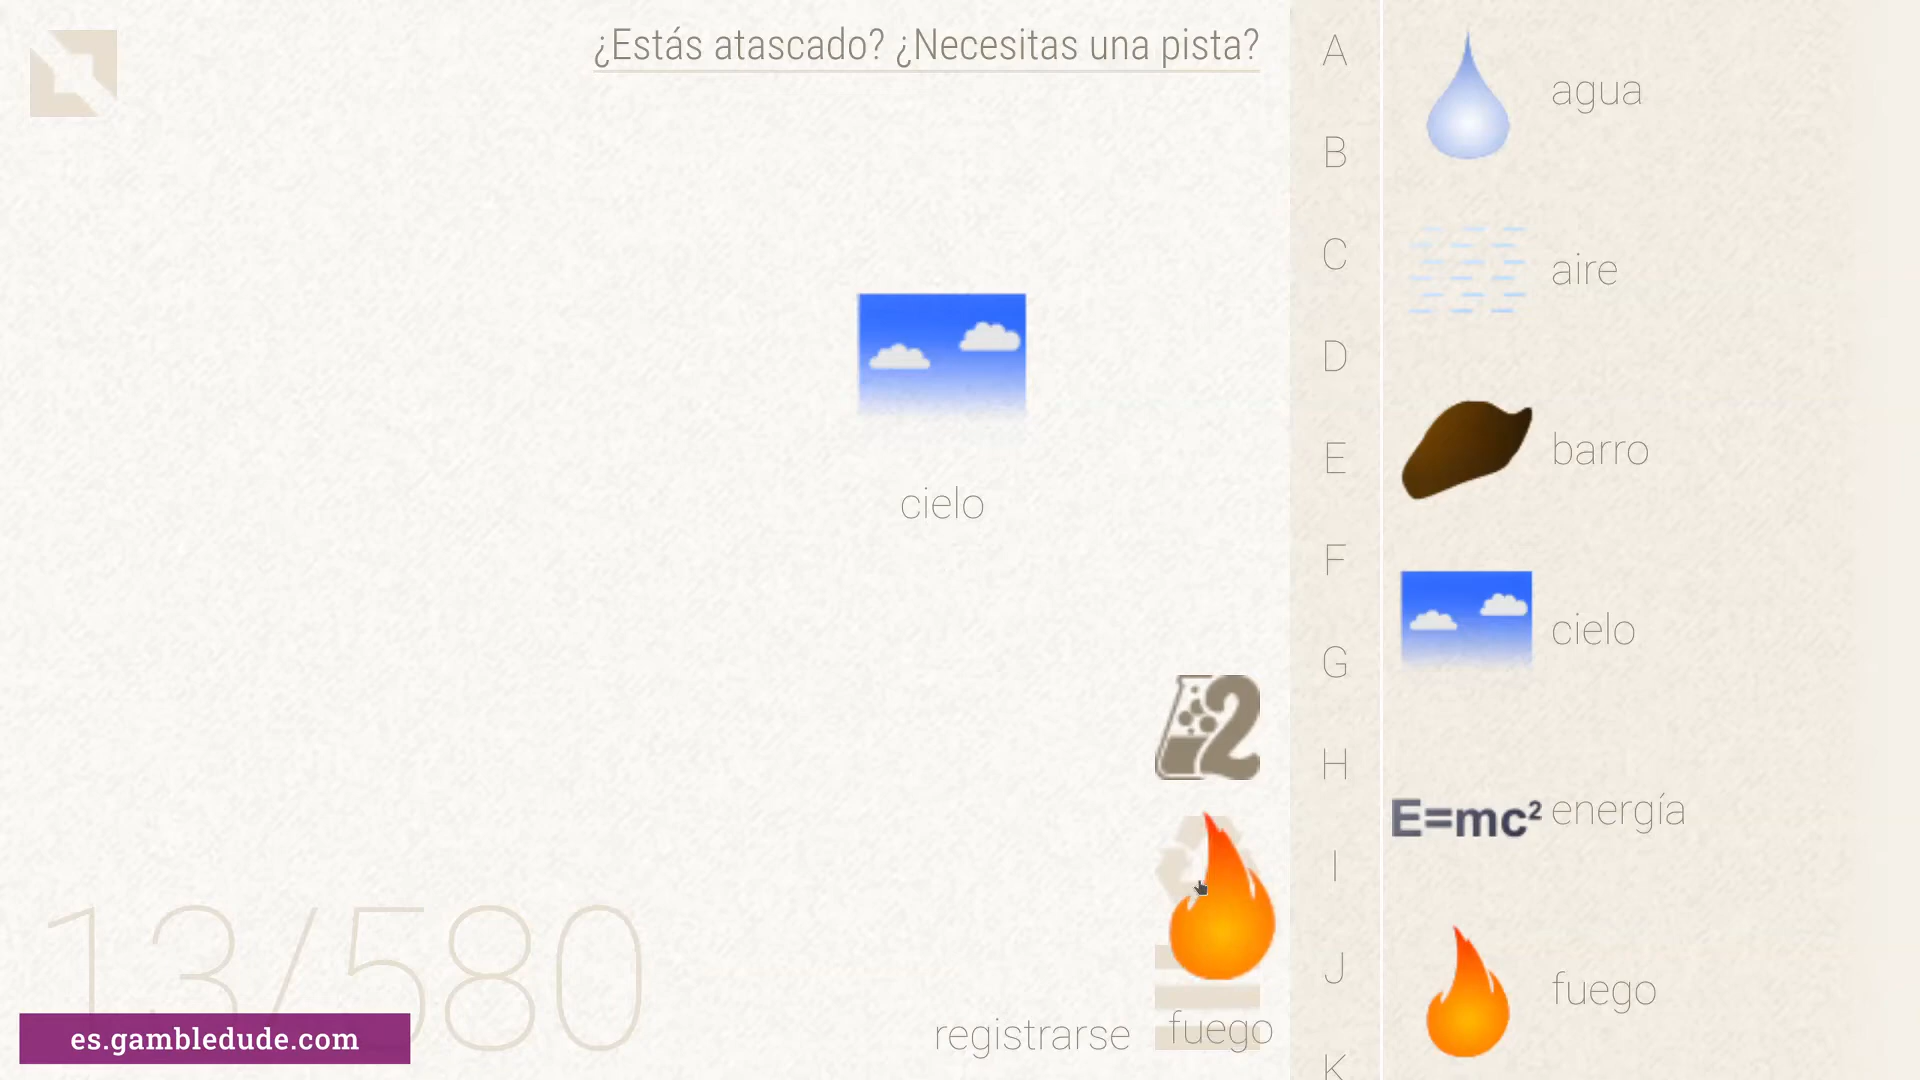 ¿Estás atascado? ¿Necesitas una pista?
cielo
2
13/580
es.gambledude.com
registrarse
fuego
A
B
C
D
E
F
G
H
I
J
K
agua
aire
barro
cielo
E=mc² energía
fuego